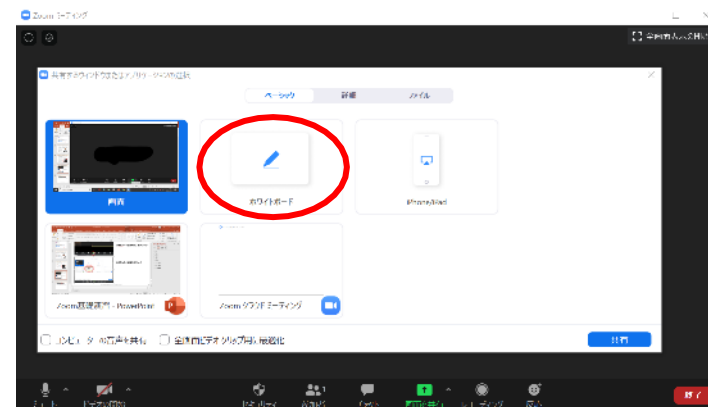 Zoom ミーティング
共有するウィンドウまたはアプリケーションの選択
ベーシック 詳細 ファイル
画面 ホワイトボード iPhone/iPad
Zoom基礎 - PowerPoint Zoom クラウド ミーティング
コンピューターの音声を共有 全画面ビデオクリップ用に最適化 共有
ミュート ビデオの開始 セキュリティ 参加者 1 チャット 画面の共有 レコーディング 反応 終了